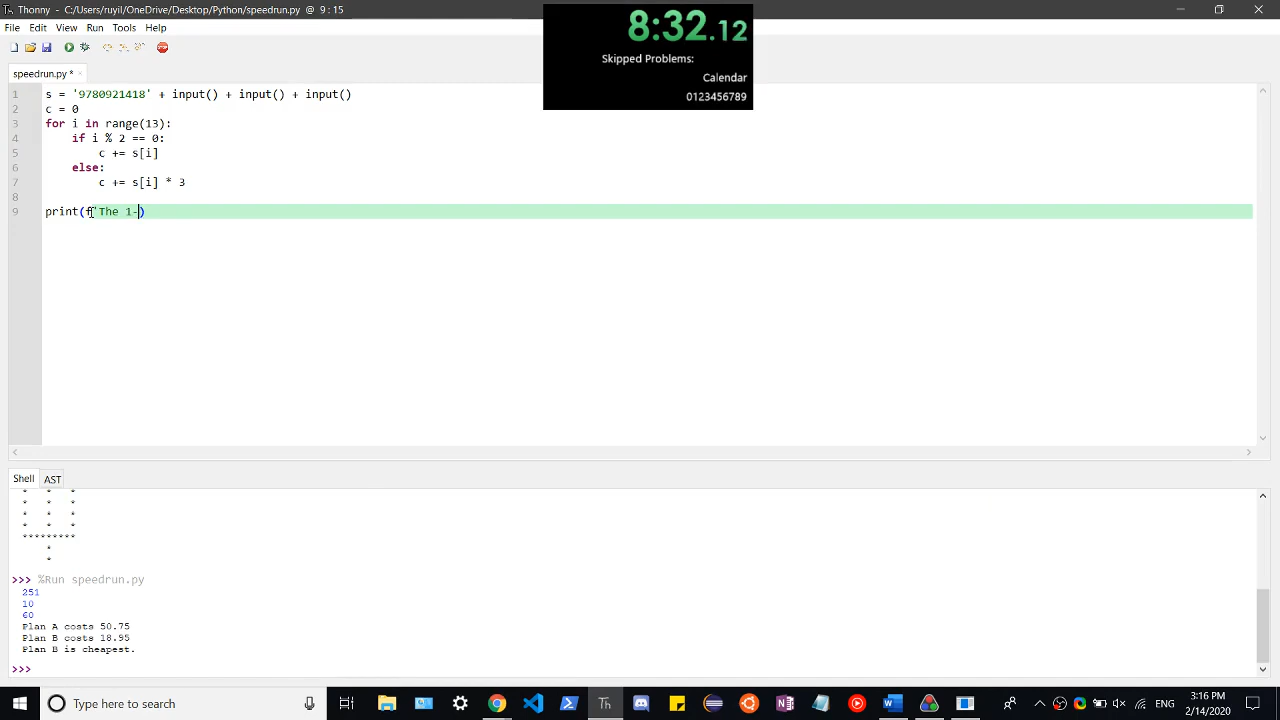 Thonny - C:/Users/ruyil/OneDrive/Desktop/Python/speedrun.py @ 9 : 15
8:32.12
File Edit View Run Tools Help
Skipped Problems:
speedrun.py *
Calendar
0123456789
1 s = '9780921418' + input() + input() + input()
2 c = 0
3 for i in range(13):
4 if i % 2 == 0:
5 c += s[i]
6 else:
7 c += s[i] * 3
8
9 print(f'The 1-)
Shell AST
* * *
* * *
* * *
* * *
*********
*
*
>>> %Run speedrun.py
251
10
60
Plan A costs 50.75
Plan B costs 18.95
Plan B is cheapest.
>>>
Type here to search
Th
ENG
3:16 PM
2/14/2020